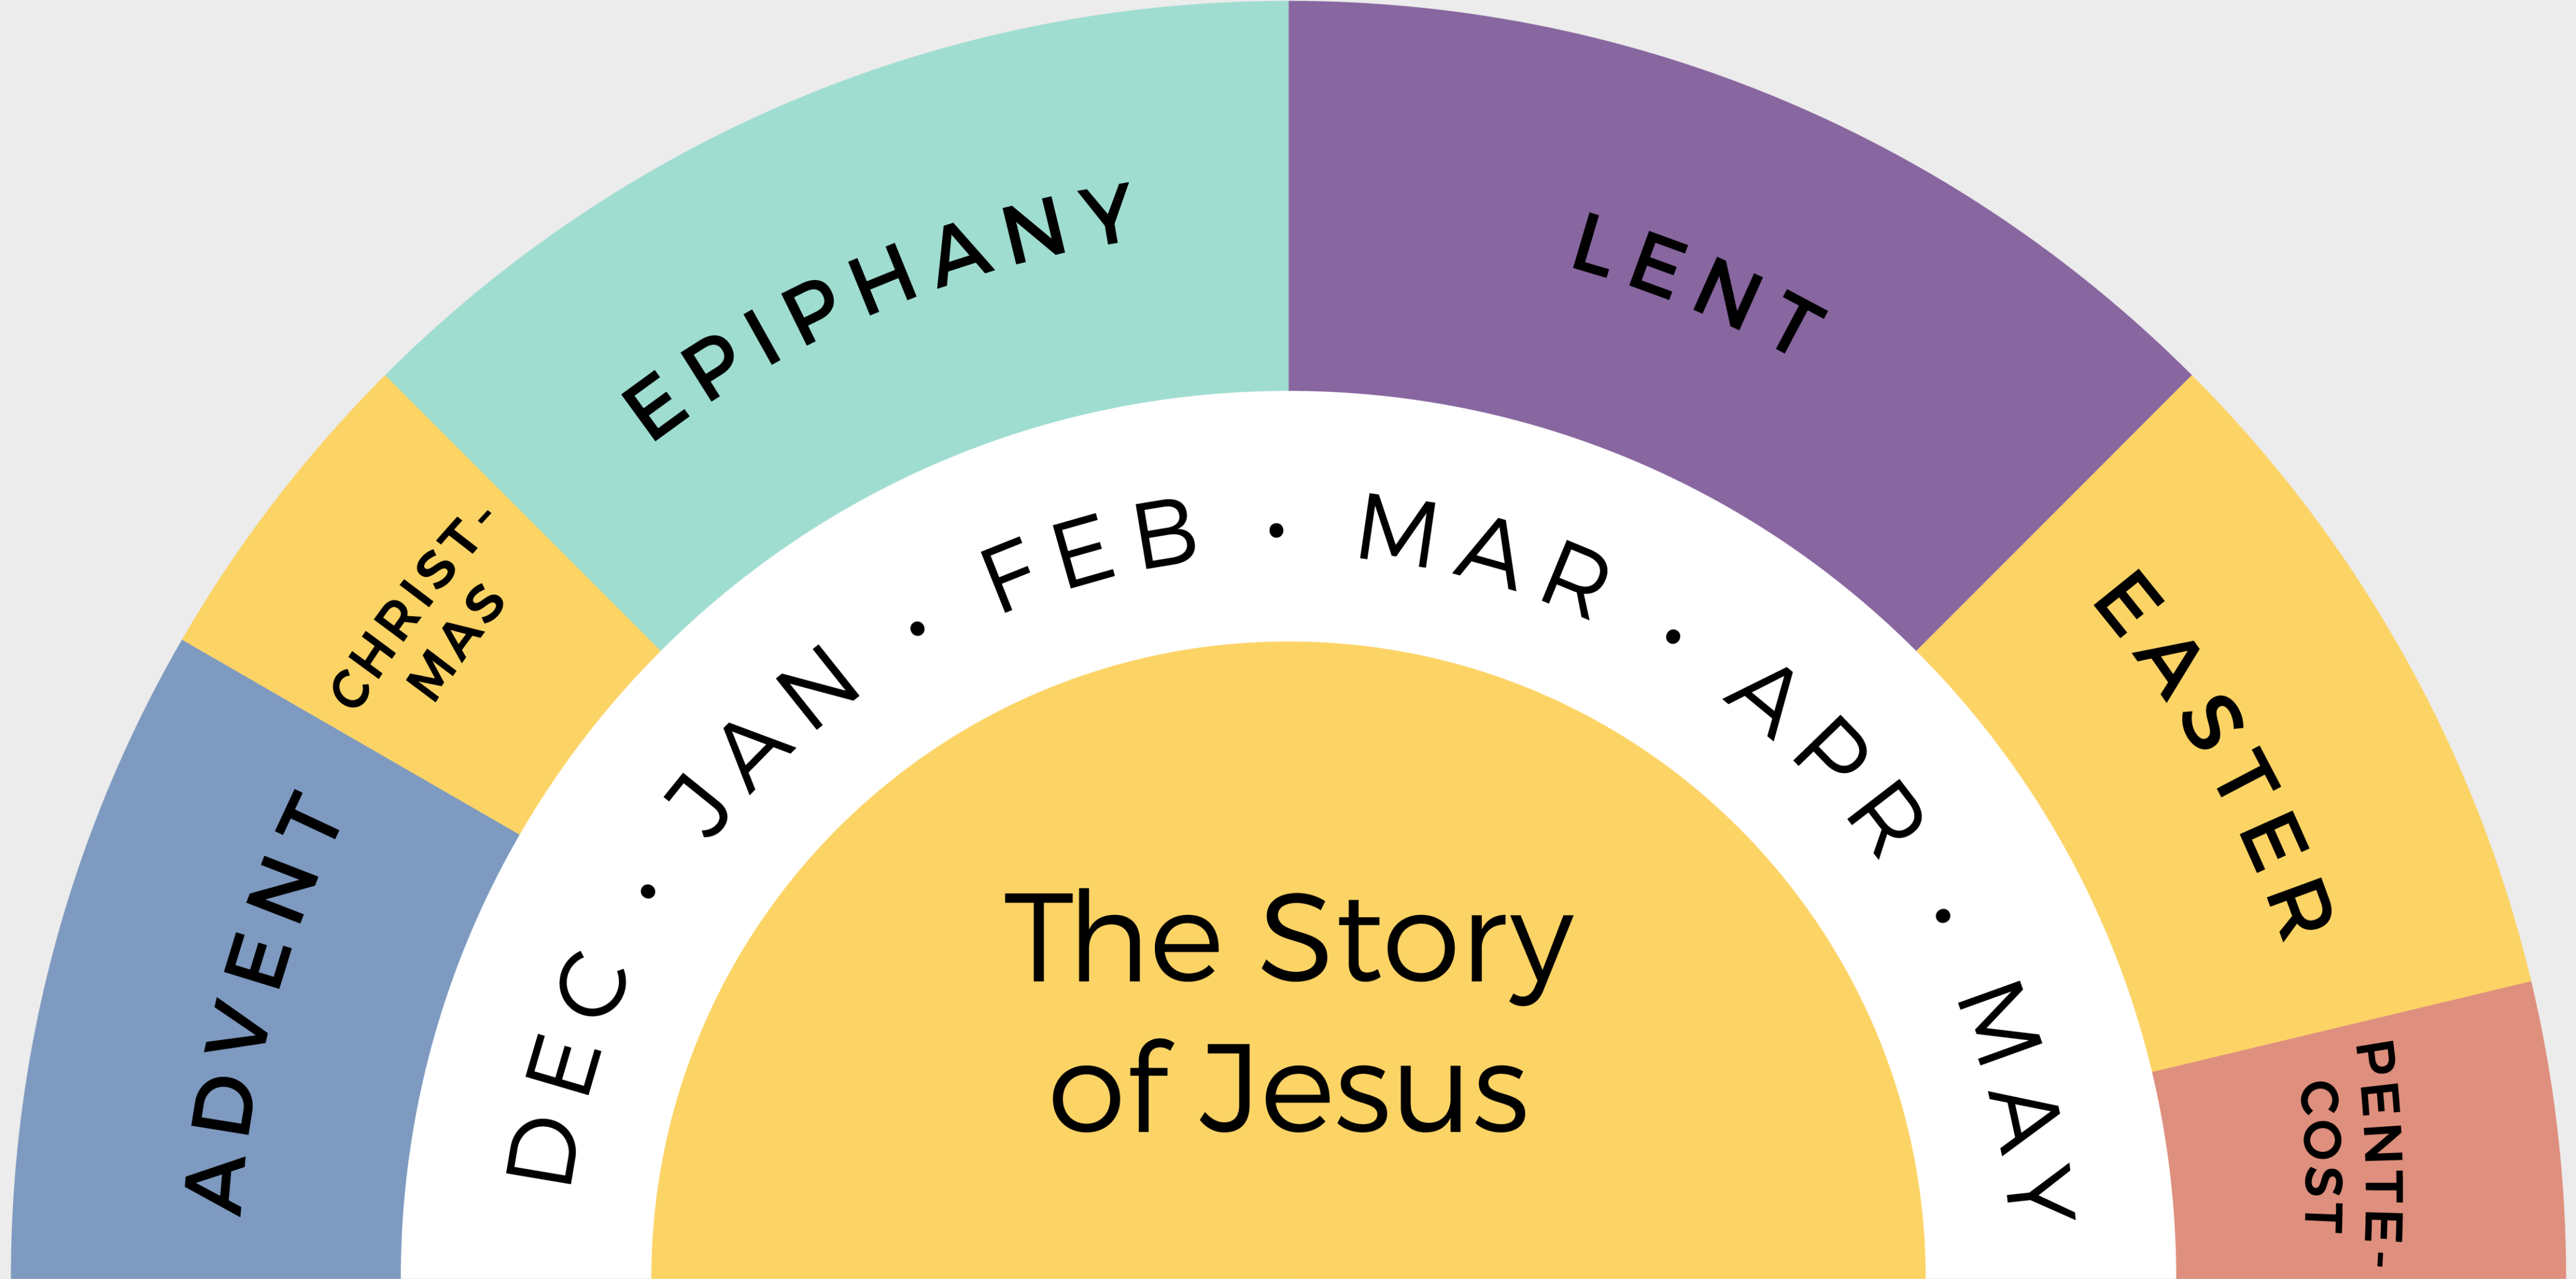 ADVENT
CHRIST-
MAS
EPIPHANY
LENT
EASTER
PENTE-
COST
DEC • JAN • FEB • MAR • APR • MAY
The Story
of Jesus